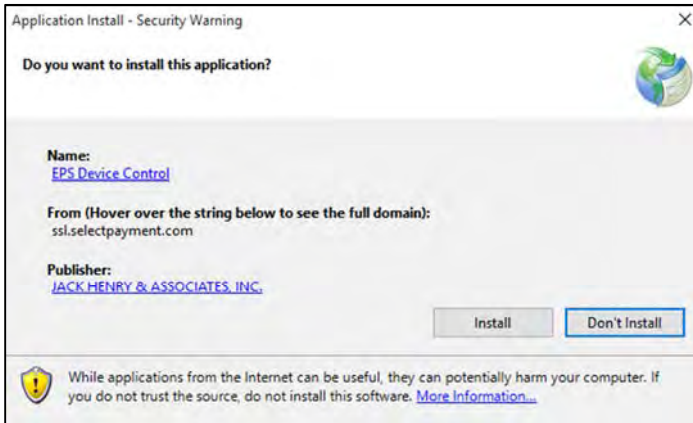 Application Install - Security Warning
Do you want to install this application?
Name:
EPS Device Control
From (Hover over the string below to see the full domain):
ssl.selectpayment.com
Publisher:
JACK HENRY & ASSOCIATES, INC.
Install
Don't Install
While applications from the Internet can be useful, they can potentially harm your computer. If
you do not trust the source, do not install this software. More Information...